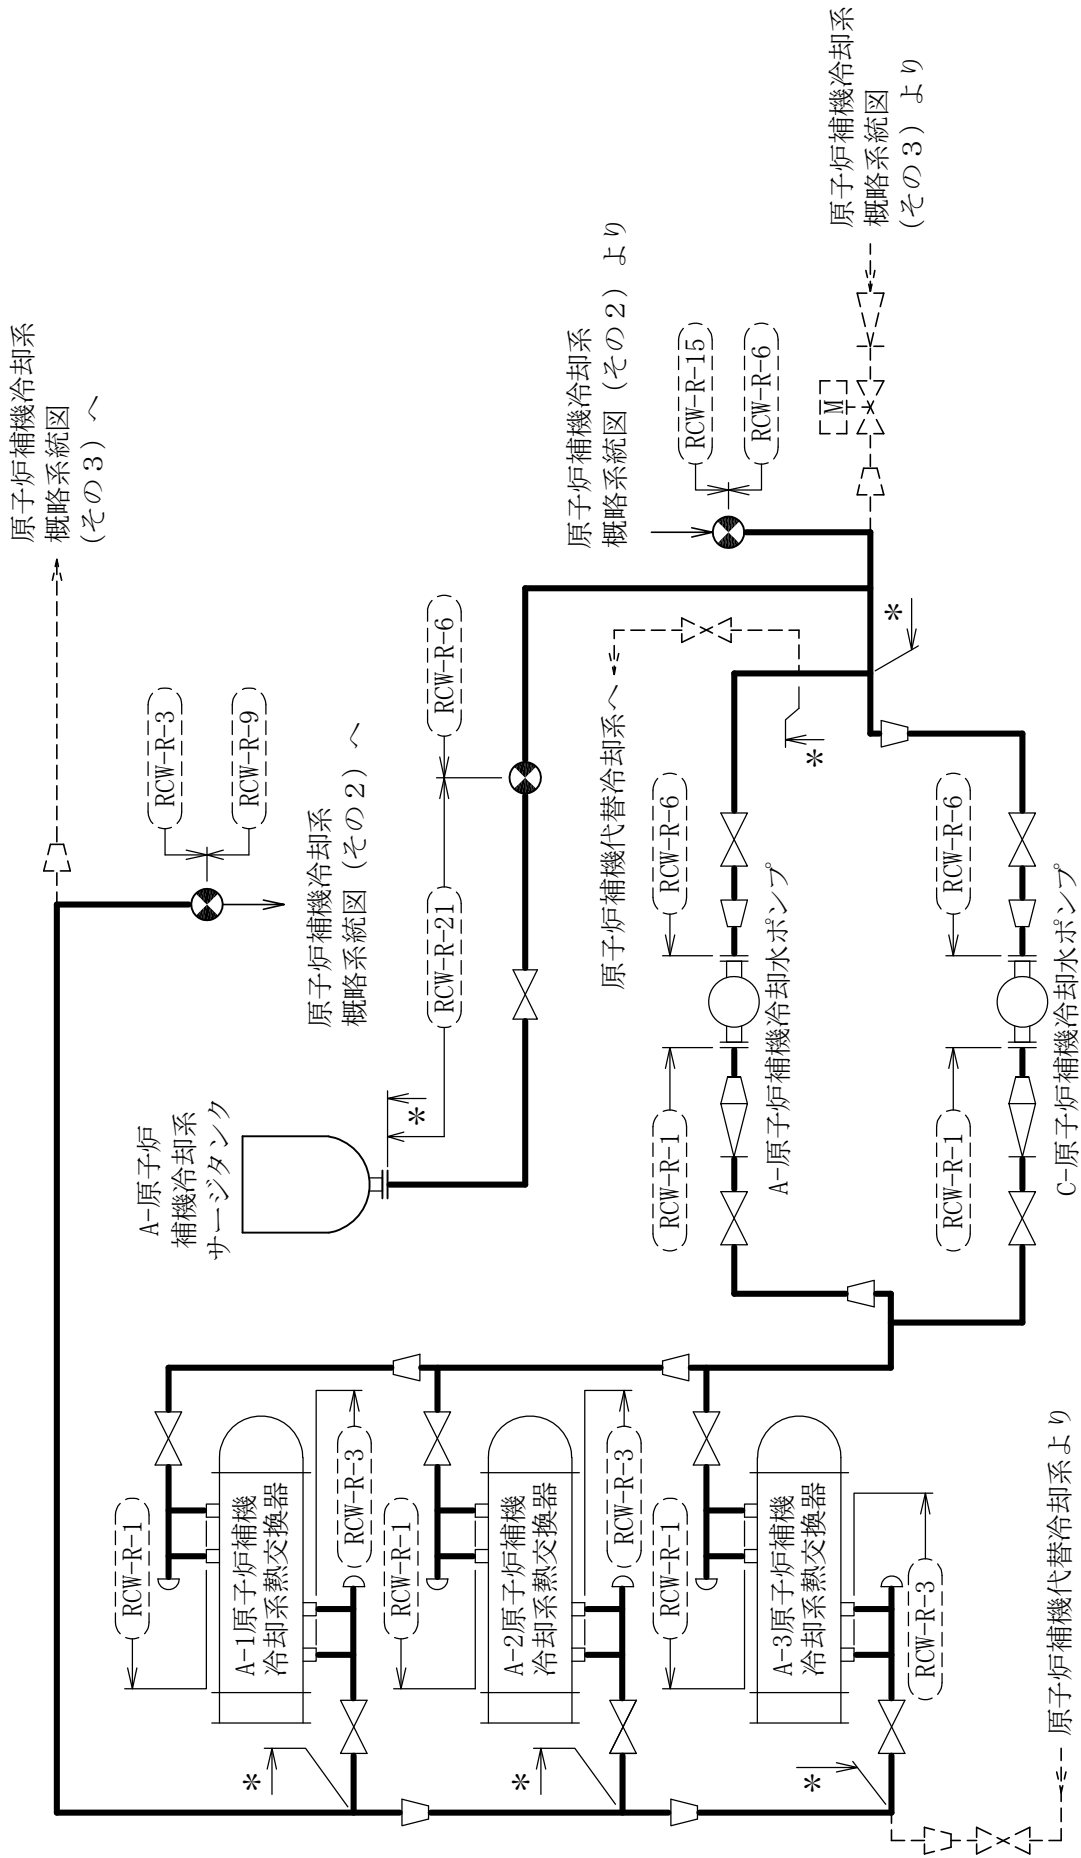 原子炉補機冷却系
概略系統図
(その3) へ
RCW-R-3
RCW-R-9
原子炉補機冷却系
概略系統図 (その2) へ
A-原子炉
補機冷却系
サージタンク
*
RCW-R-21
RCW-R-6
原子炉補機冷却系
概略系統図 (その2) より
RCW-R-15
RCW-R-6
原子炉補機冷却系
概略系統図
(その3) より
M
原子炉補機代替冷却系へ
*
*
RCW-R-1
RCW-R-6
A-原子炉補機冷却水ポンプ
RCW-R-1
RCW-R-6
C-原子炉補機冷却水ポンプ
RCW-R-1
A-1原子炉補機
冷却系熱交換器
RCW-R-3
*
RCW-R-1
A-2原子炉補機
冷却系熱交換器
RCW-R-3
*
RCW-R-1
A-3原子炉補機
冷却系熱交換器
RCW-R-3
*
原子炉補機代替冷却系より